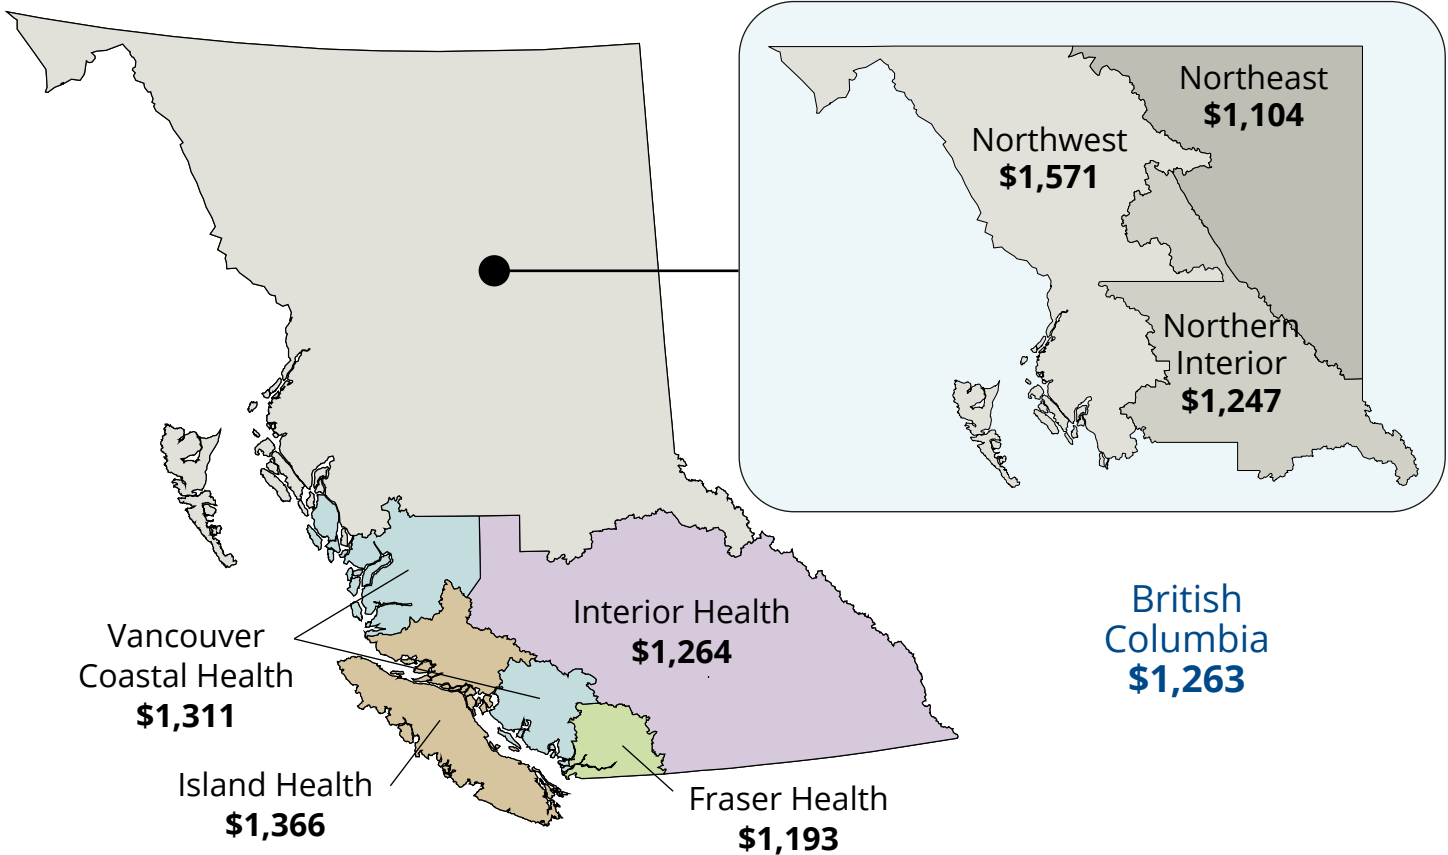 Northeast
$1,104
Northwest
$1,571
Northern
Interior
$1,247
Interior Health
$1,264
British
Columbia
$1,263
Vancouver
Coastal Health
$1,311
Island Health
$1,366
Fraser Health
$1,193